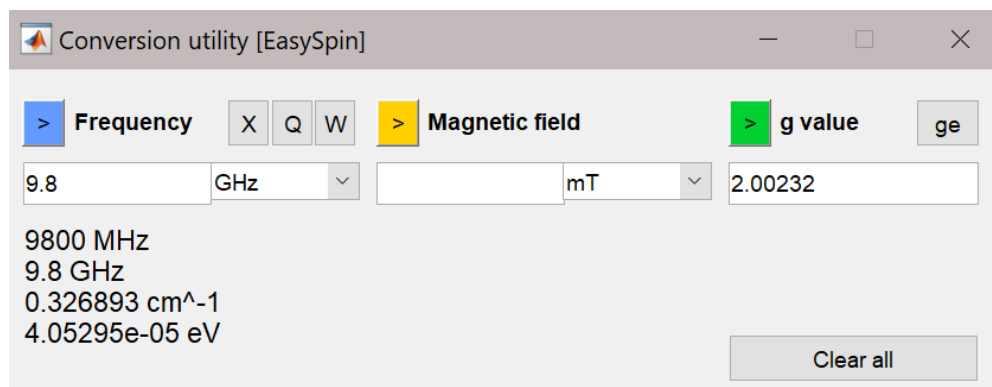 Conversion utility [EasySpin]
> Frequency X Q W > Magnetic field > g value ge
9.8 GHz mT 2.00232
9800 MHz
9.8 GHz
0.326893 cm^-1
4.05295e-05 eV
Clear all